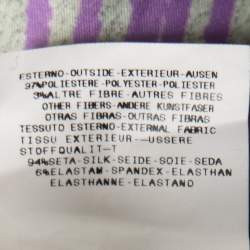 ESTERNO-OUTSIDE-EXTERIEUR-AUSEN
97%POLIESTERE-POLYESTER-POLIESTER
3%ALTRE FIBRE-AUTRES FIBRES
OTHER FIBERS-ANDERE KUNSTFASER
OTRAS FIBRAS-OUTRAS FIBRAS
TESSUTO ESTERNO-EXTERNAL FABRIC
TISSU EXTERIEUR-USSERE
STOFFQUALIT-T
94%SETA-SILK-SEIDE-SOIE-SEDA
6%ELASTAM-SPANDEX-ELASTHAN
ELASTHANNE-ELASTAND